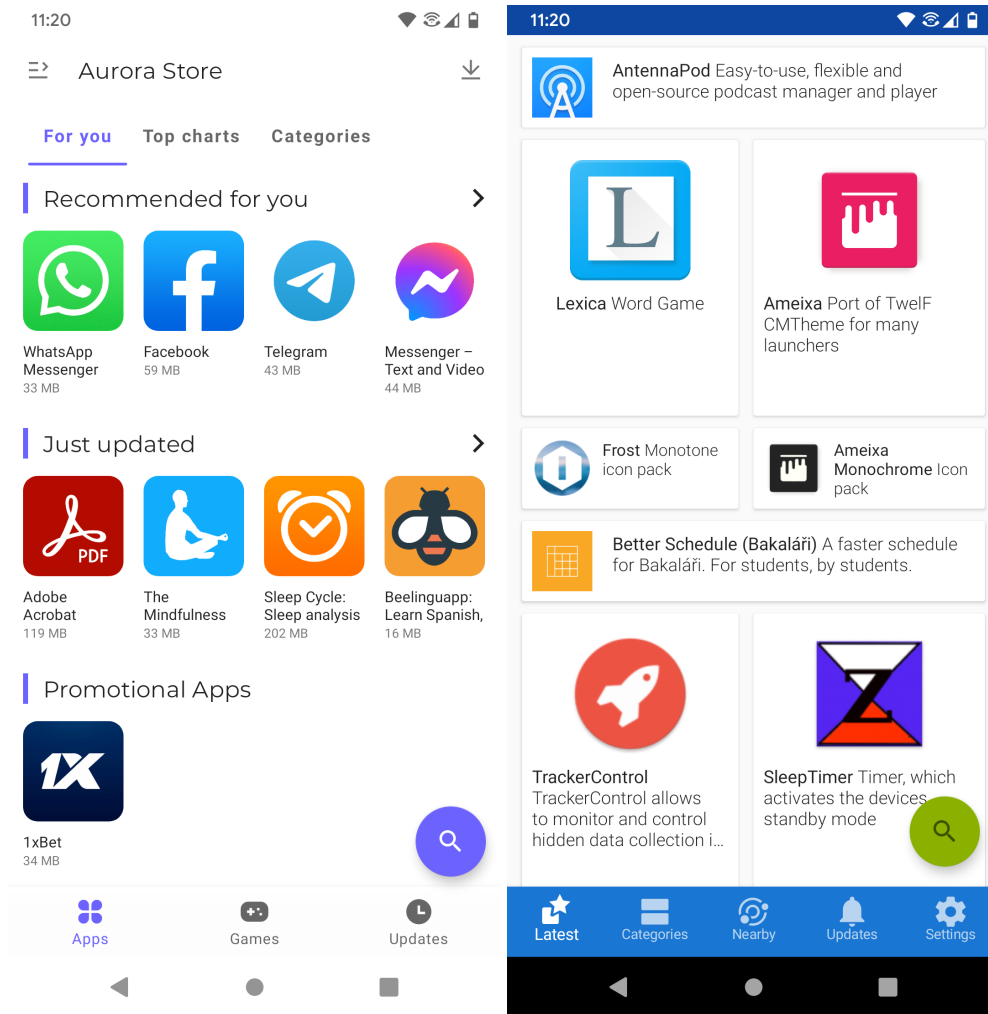 11:20
Aurora Store
For you
Top charts
Categories
Recommended for you
WhatsApp
Messenger
33 MB
Facebook
59 MB
Telegram
43 MB
Messenger –
Text and Video
44 MB
Just updated
PDF
Adobe
Acrobat
119 MB
The
Mindfulness
33 MB
Sleep Cycle:
Sleep analysis
202 MB
Beelinguapp:
Learn Spanish,
16 MB
Promotional Apps
1X
1xBet
34 MB
Apps
Games
Updates
11:20
AntennaPod Easy-to-use, flexible and
open-source podcast manager and player
L
Lexica Word Game
Ameixa Port of TwelF
CMTheme for many
launchers
Frost Monotone
icon pack
Ameixa
Monochrome Icon
pack
Better Schedule (Bakaláři) A faster schedule
for Bakaláři. For students, by students.
TrackerControl
TrackerControl allows
to monitor and control
hidden data collection i…
Z
SleepTimer Timer, which
activates the devices
standby mode
Latest
Categories
Nearby
Updates
Settings